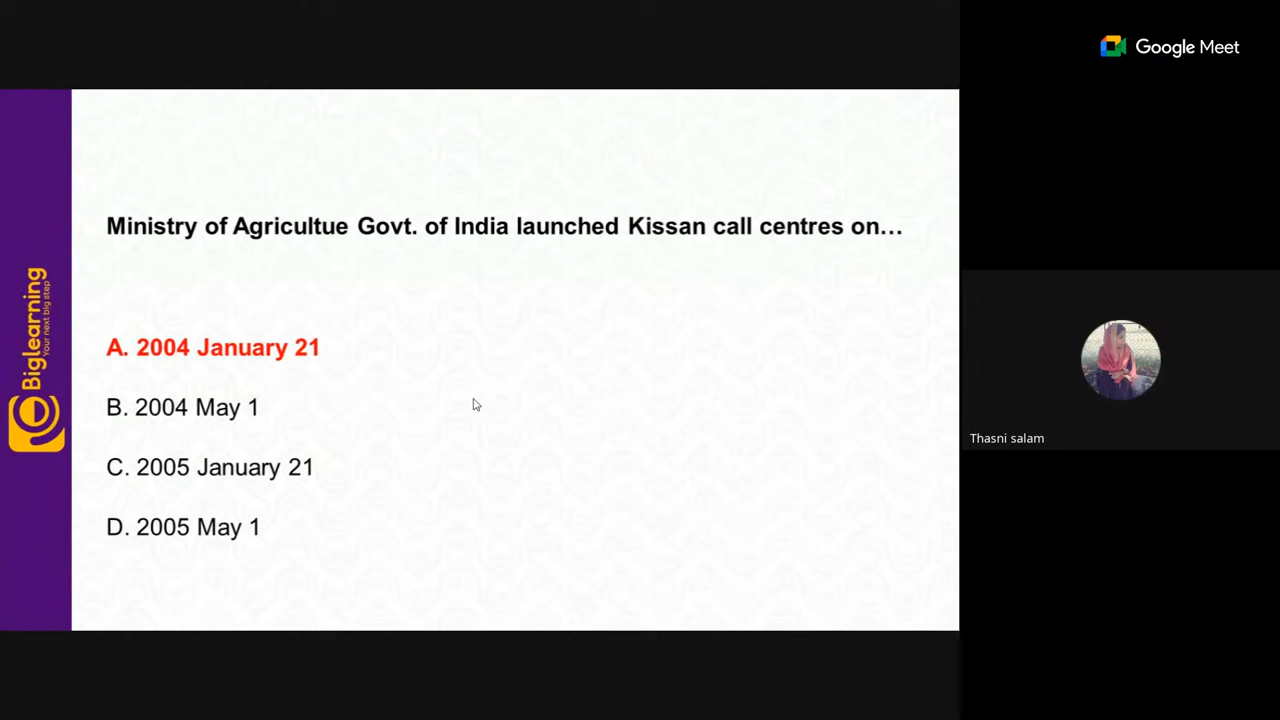 Google Meet
Ministry of Agricultue Govt. of India launched Kissan call centres on…
A. 2004 January 21
B. 2004 May 1
C. 2005 January 21
D. 2005 May 1
Biglearning
Your next big step
Thasni salam